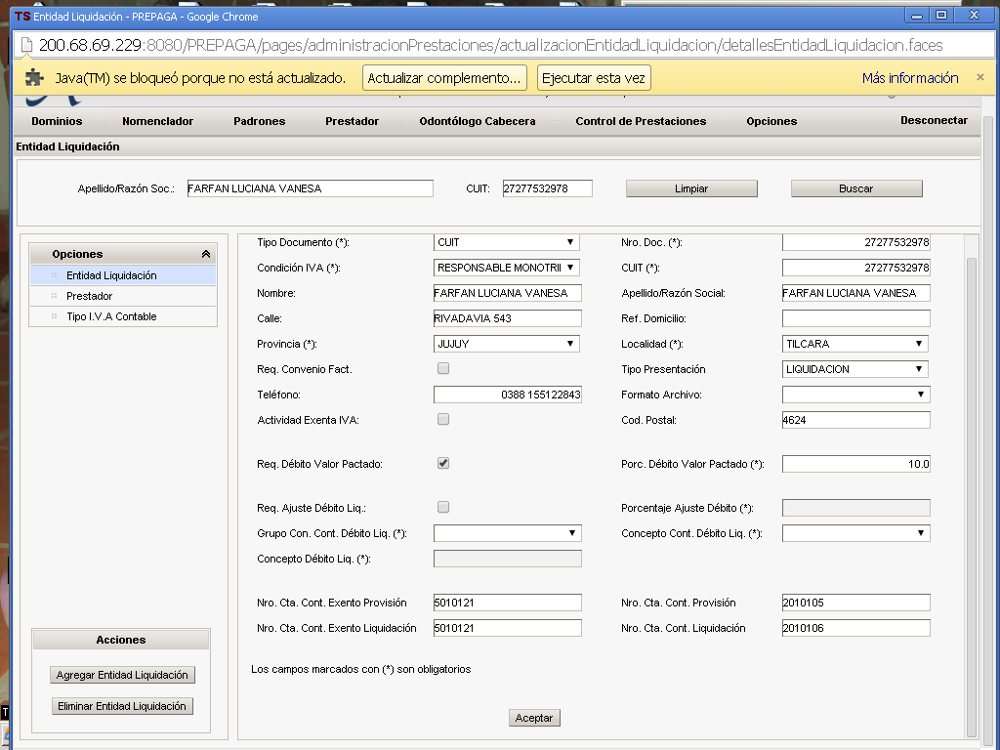 TS Entidad Liquidación - PREPAGA - Google Chrome
200.68.69.229:8080/PREPAGA/pages/administracionPrestaciones/actualizacionEntidadLiquidacion/detallesEntidadLiquidacion.faces
Java(TM) se bloqueó porque no está actualizado. Actualizar complemento... Ejecutar esta vez Más información ×
Dominios Nomenclador Padrones Prestador Odontólogo Cabecera Control de Prestaciones Opciones Desconectar
Entidad Liquidación
Apellido/Razón Soc.: FARFAN LUCIANA VANESA CUIT: 27277532978 Limpiar Buscar
Opciones
Entidad Liquidación
Prestador
Tipo I.V.A Contable
Acciones
Agregar Entidad Liquidación
Eliminar Entidad Liquidación
Tipo Documento (*): CUIT Nro. Doc. (*): 27277532978
Condición IVA (*): RESPONSABLE MONOTRII CUIT (*): 27277532978
Nombre: FARFAN LUCIANA VANESA Apellido/Razón Social: FARFAN LUCIANA VANESA
Calle: RIVADAVIA 543 Ref. Domicilio:
Provincia (*): JUJUY Localidad (*): TILCARA
Req. Convenio Fact. Tipo Presentación LIQUIDACION
Teléfono: 0388 155122843 Formato Archivo:
Actividad Exenta IVA: Cod. Postal: 4624
Req. Débito Valor Pactado: Porc. Débito Valor Pactado (*): 10.0
Req. Ajuste Débito Liq.: Porcentaje Ajuste Débito (*):
Grupo Con. Cont. Débito Liq. (*): Concepto Cont. Débito Liq. (*):
Concepto Débito Liq. (*):
Nro. Cta. Cont. Exento Provisión 5010121 Nro. Cta. Cont. Provisión 2010105
Nro. Cta. Cont. Exento Liquidación 5010121 Nro. Cta. Cont. Liquidación 2010106
Los campos marcados con (*) son obligatorios
Aceptar